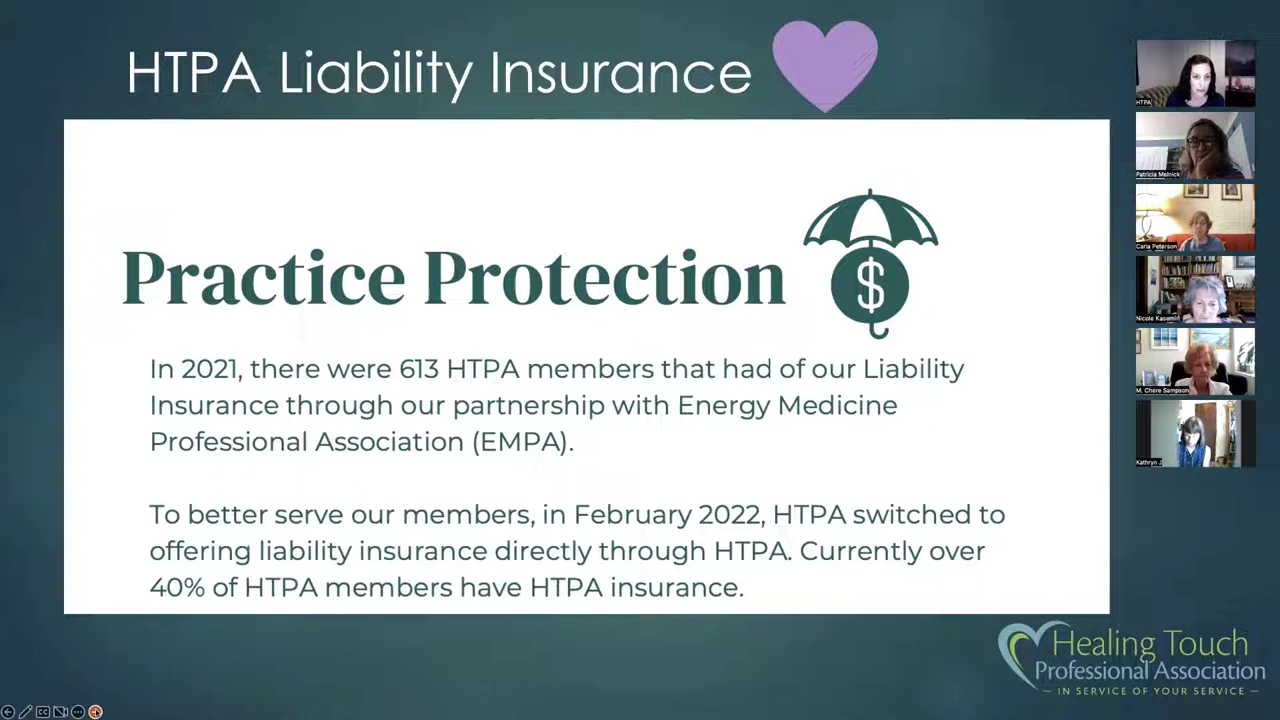 HTPA Liability Insurance
Practice Protection
$
In 2021, there were 613 HTPA members that had of our Liability
Insurance through our partnership with Energy Medicine
Professional Association (EMPA).
To better serve our members, in February 2022, HTPA switched to
offering liability insurance directly through HTPA. Currently over
40% of HTPA members have HTPA insurance.
HTPA
Patricia Melnick
Carla Peterson
Nicole
M. Chere Sampson
Kathryn J
Healing Touch
Professional Association
— IN SERVICE OF YOUR SERVICE —